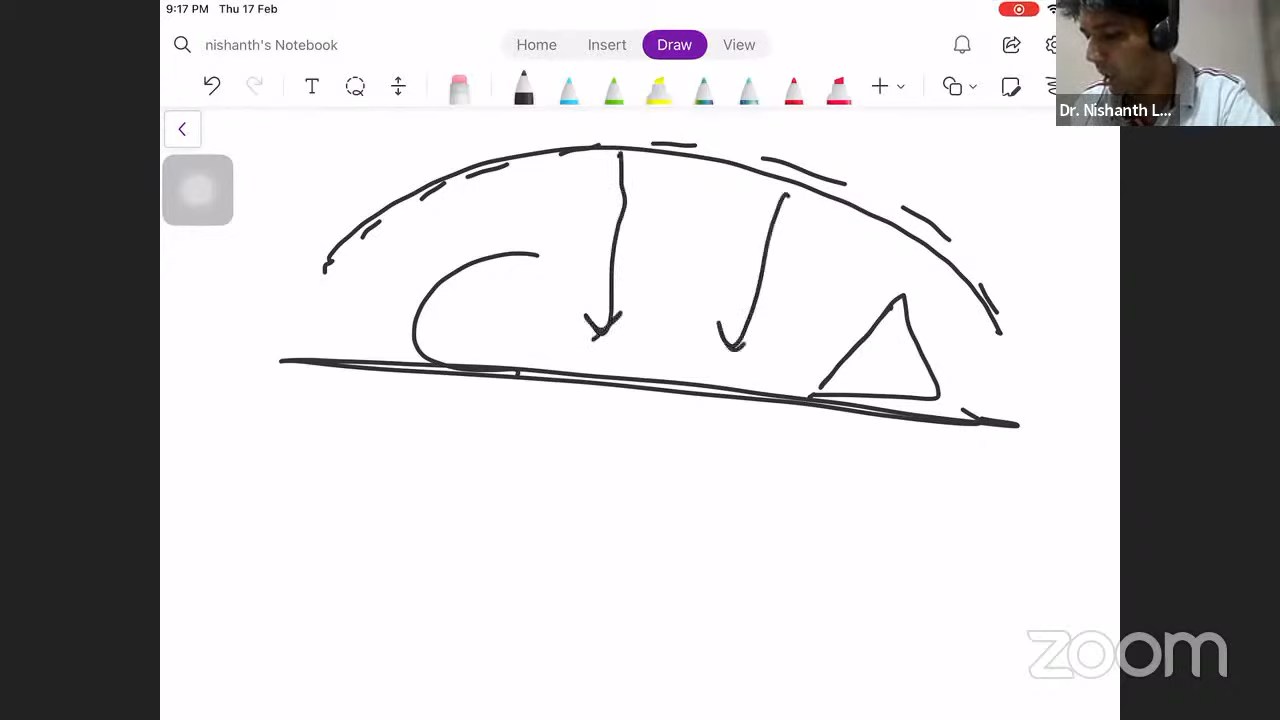 9:17 PM Thu 17 Feb
nishanth's Notebook
Home Insert Draw View
T
Dr. Nishanth L...
zoom